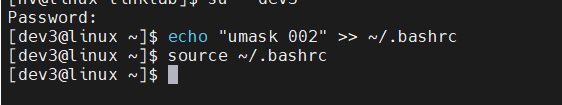 Password:
[dev3@linux ~]$ echo "umask 002" >> ~/.bashrc
[dev3@linux ~]$ source ~/.bashrc
[dev3@linux ~]$